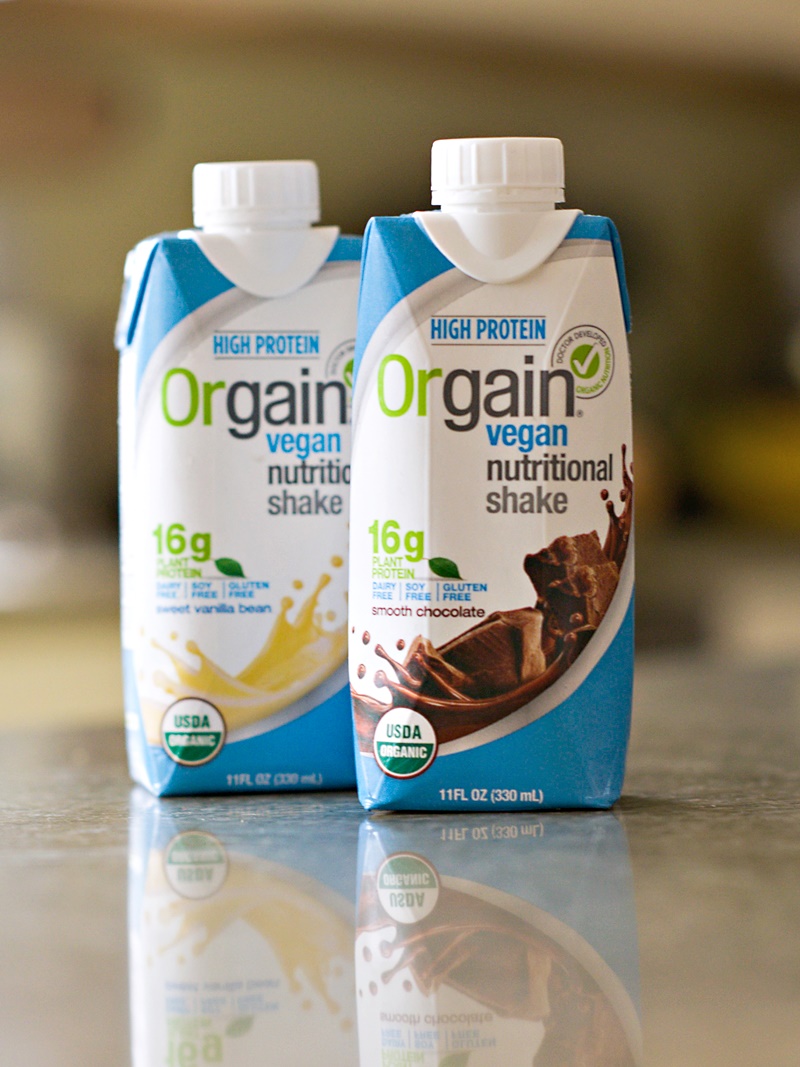 HIGH PROTEIN
Orgain
vegan
nutritio
shake
16g
PLANT
PROTEIN
DAIRY FREE | SOY FREE | GLUTEN FREE
sweet vanilla bean
USDA
ORGANIC
11FL OZ (330 mL)
HIGH PROTEIN
DOCTOR DEVELOPED
ORGANIC NUTRITION
Orgain®
vegan
nutritional
shake
16g
PLANT
PROTEIN
DAIRY FREE | SOY FREE | GLUTEN FREE
smooth chocolate
USDA
ORGANIC
11FL OZ (330 mL)